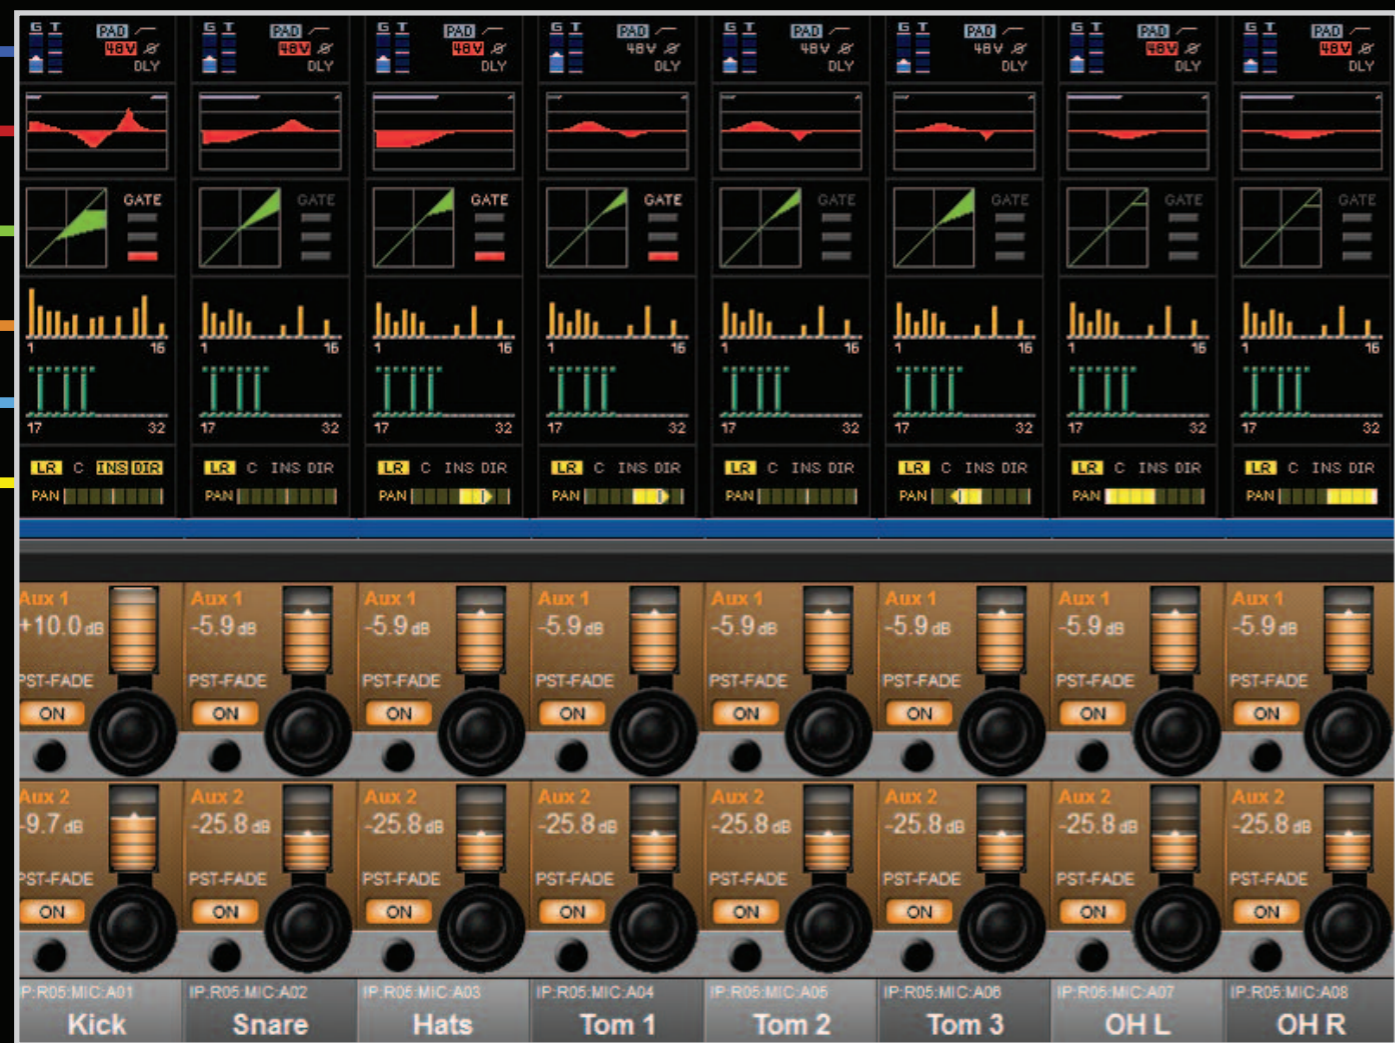 G T PAD G T PAD G T PAD G T PAD G T PAD G T PAD G T PAD G T PAD
48V 48V 48V 48V 48V 48V 48V 48V
DLY DLY DLY DLY DLY DLY DLY DLY
GATE GATE GATE GATE GATE GATE GATE GATE
1 16 1 16 1 16 1 16 1 16 1 16 1 16 1 16
17 32 17 32 17 32 17 32 17 32 17 32 17 32 17 32
LR C INS DIR LR C INS DIR LR C INS DIR LR C INS DIR LR C INS DIR LR C INS DIR LR C INS DIR LR C INS DIR
PAN PAN PAN PAN PAN PAN PAN PAN
Aux 1 Aux 1 Aux 1 Aux 1 Aux 1 Aux 1 Aux 1 Aux 1
+10.0 dB -5.9 dB -5.9 dB -5.9 dB -5.9 dB -5.9 dB -5.9 dB -5.9 dB
PST-FADE PST-FADE PST-FADE PST-FADE PST-FADE PST-FADE PST-FADE PST-FADE
ON ON ON ON ON ON ON ON
Aux 2 Aux 2 Aux 2 Aux 2 Aux 2 Aux 2 Aux 2 Aux 2
-9.7 dB -25.8 dB -25.8 dB -25.8 dB -25.8 dB -25.8 dB -25.8 dB -25.8 dB
PST-FADE PST-FADE PST-FADE PST-FADE PST-FADE PST-FADE PST-FADE PST-FADE
ON ON ON ON ON ON ON ON
IP:R05:MIC:A01 IP:R05:MIC:A02 IP:R05:MIC:A03 IP:R05:MIC:A04 IP:R05:MIC:A05 IP:R05:MIC:A06 IP:R05:MIC:A07 IP:R05:MIC:A08
Kick Snare Hats Tom 1 Tom 2 Tom 3 OH L OH R